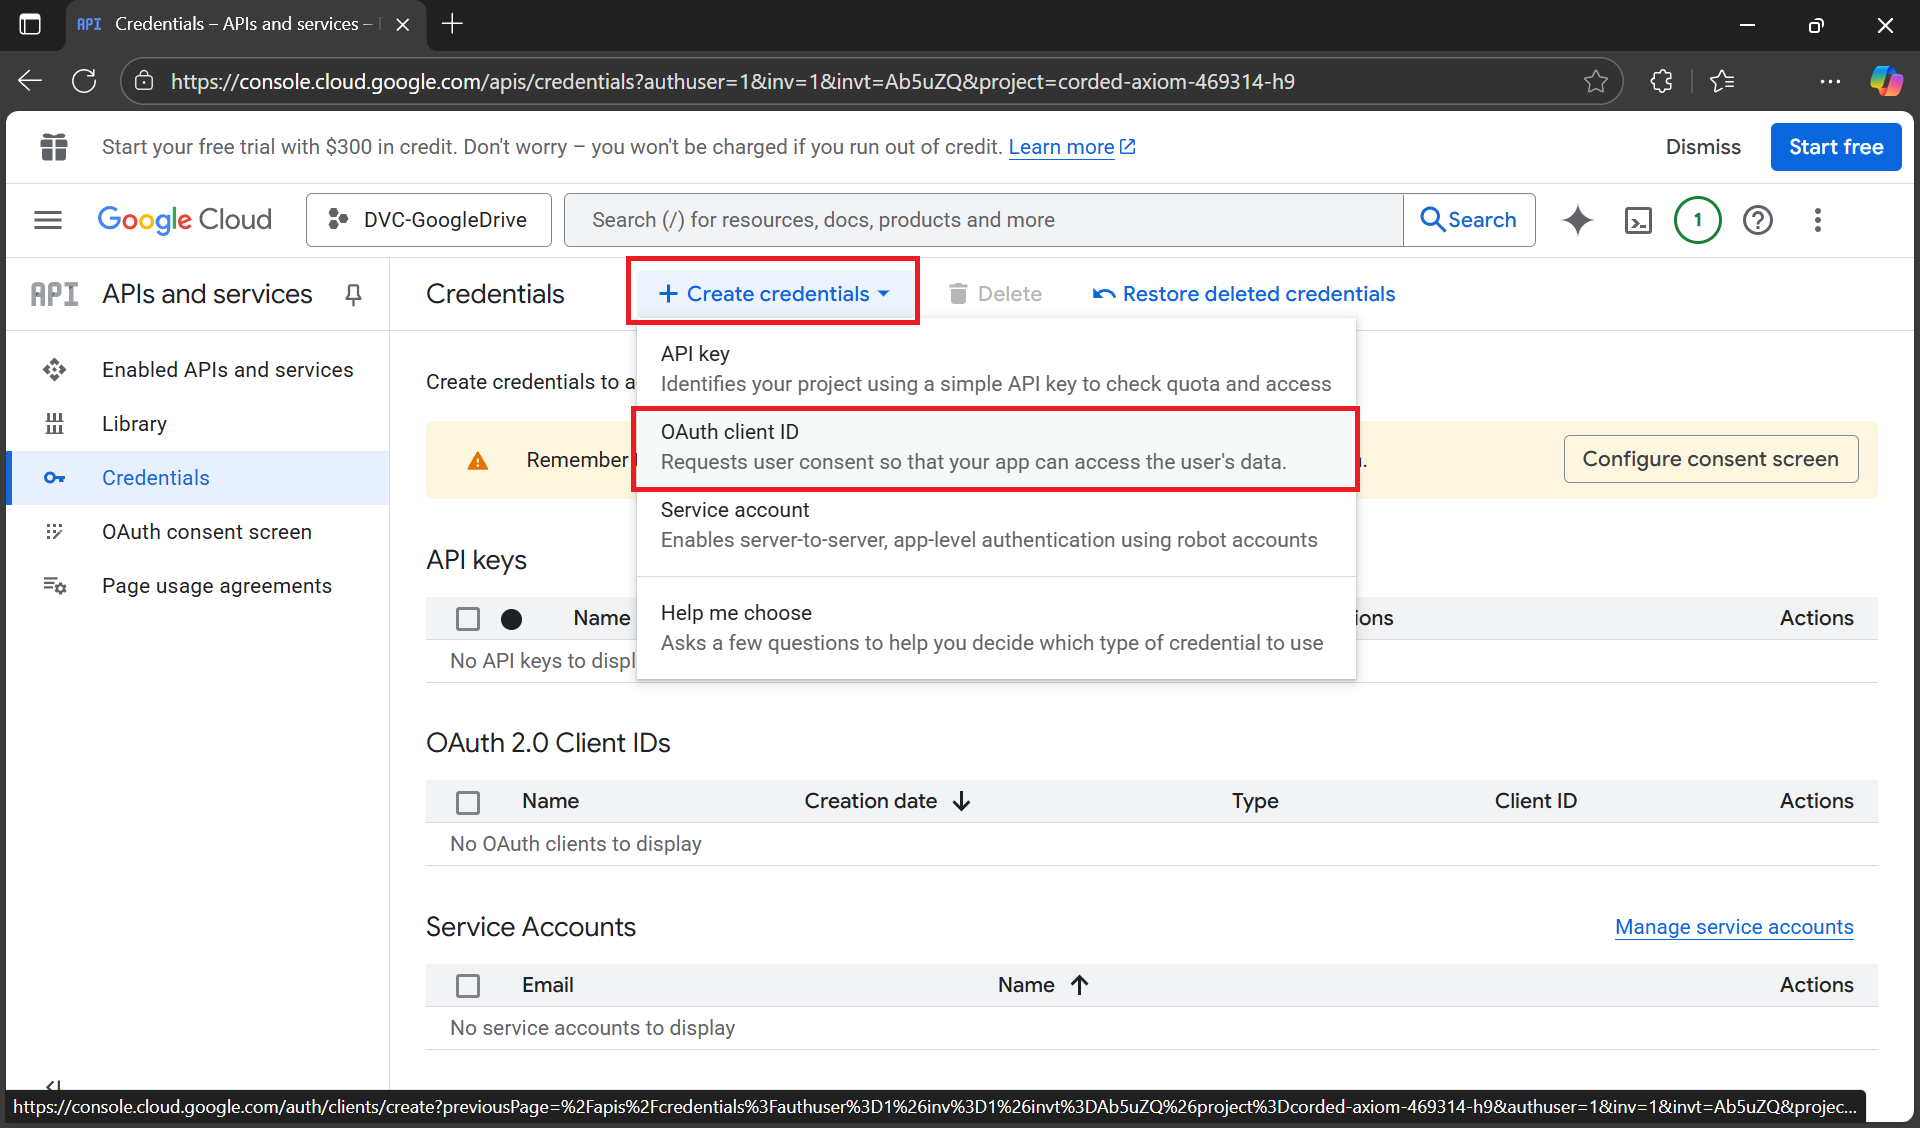 API Credentials – APIs and services –
https://console.cloud.google.com/apis/credentials?authuser=1&inv=1&invt=Ab5uZQ&project=corded-axiom-469314-h9
Start your free trial with $300 in credit. Don't worry – you won't be charged if you run out of credit. Learn more
Dismiss
Start free
Google Cloud
DVC-GoogleDrive
Search (/) for resources, docs, products and more
Search
1
API APIs and services
Credentials
+ Create credentials
Delete
Restore deleted credentials
Enabled APIs and services
Library
Credentials
OAuth consent screen
Page usage agreements
Create credentials to a
API key
Identifies your project using a simple API key to check quota and access
Remember
OAuth client ID
Requests user consent so that your app can access the user's data.
Configure consent screen
Service account
Enables server-to-server, app-level authentication using robot accounts
Help me choose
Asks a few questions to help you decide which type of credential to use
API keys
Name
ions
Actions
No API keys to displ
OAuth 2.0 Client IDs
Name
Creation date
Type
Client ID
Actions
No OAuth clients to display
Service Accounts
Manage service accounts
Email
Name
Actions
No service accounts to display
https://console.cloud.google.com/auth/clients/create?previousPage=%2Fapis%2Fcredentials%3Fauthuser%3D1%26inv%3D1%26invt%3DAb5uZQ%26project%3Dcorded-axiom-469314-h9&authuser=1&inv=1&invt=Ab5uZQ&projec...